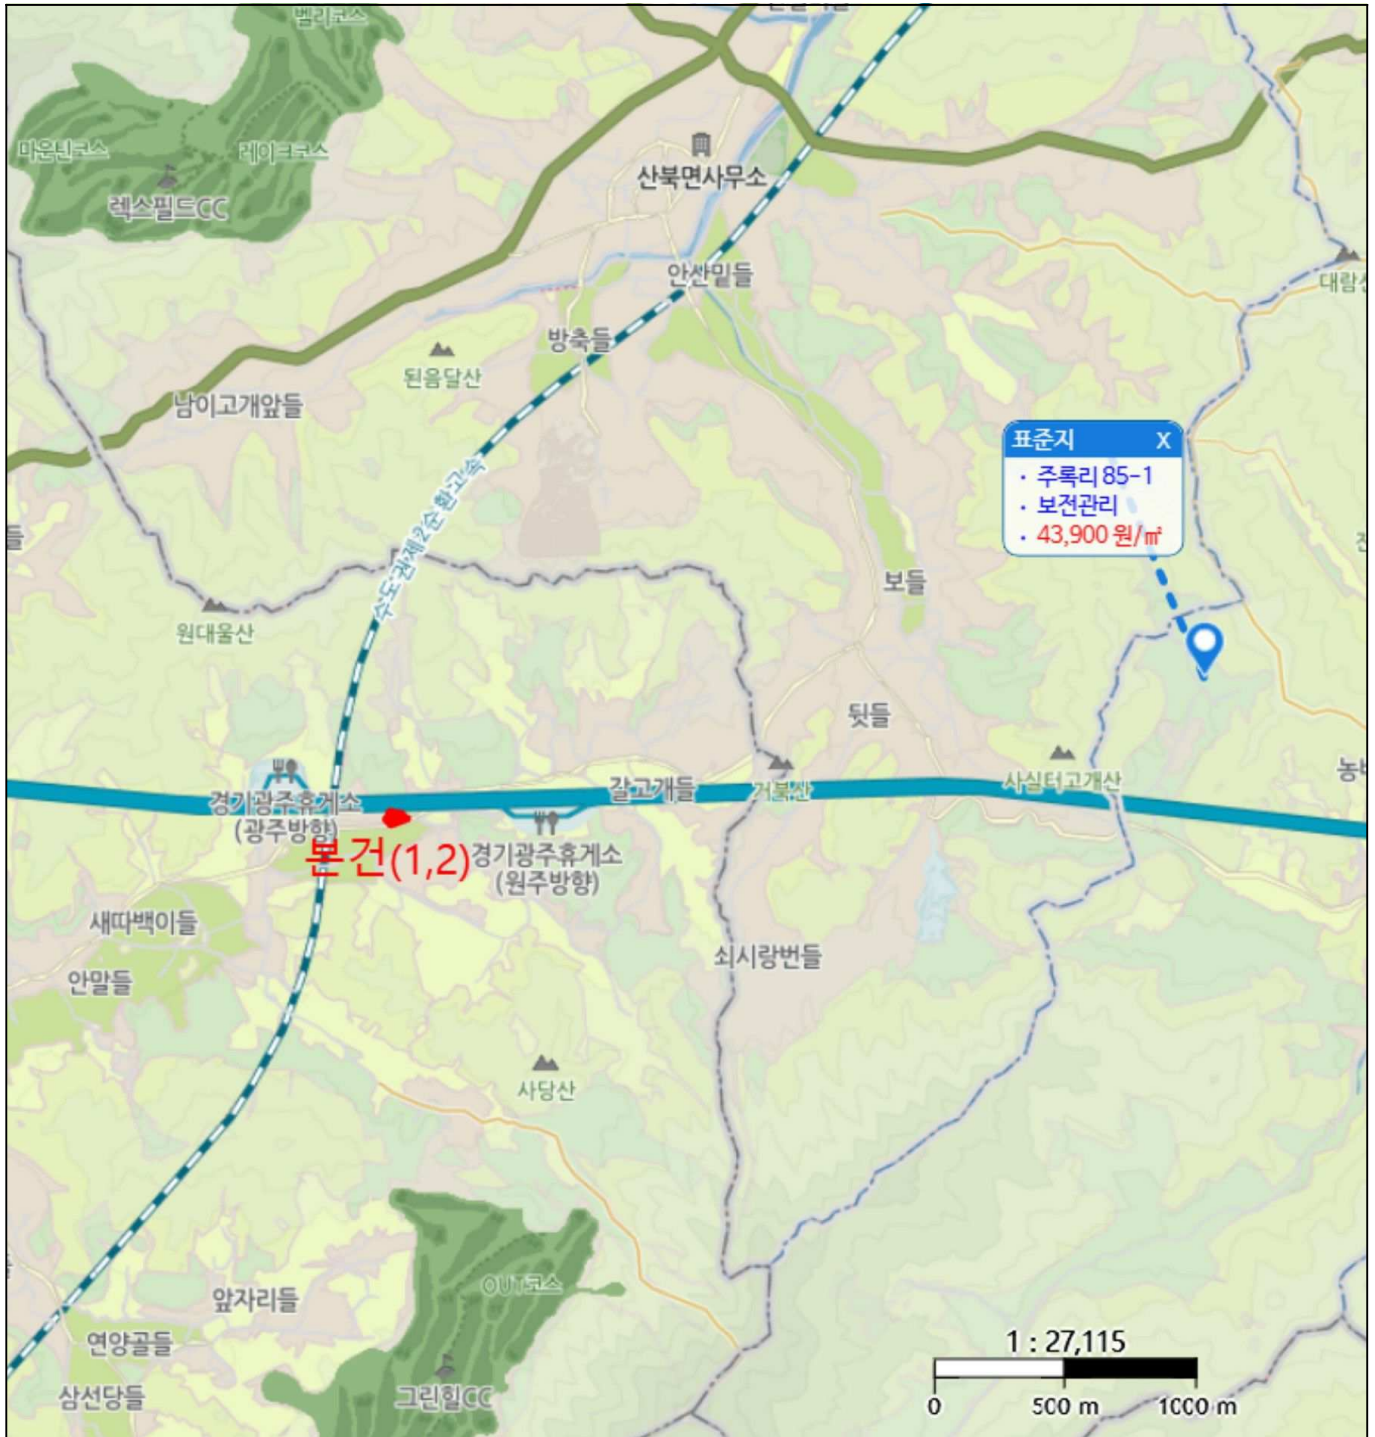 밸리코스
마운틴코스
레이크코스
렉스필드CC
산북면사무소
안산밑들
방축들
된음달산
남이고개앞들
대람산
표준지 X
· 주록리 85-1
· 보전관리
· 43,900 원/㎡
수도권제2순환고속
들
보들
원대울산
뒷들
사실터고개산
갈고개들
거북산
경기광주휴게소
(광주방향)
본건(1,2)
경기광주휴게소
(원주방향)
새따백이들
안말들
쇠시랑번들
사당산
앞자리들
OUT코스
연양골들
삼선당들
그린힐CC
1 : 27,115
0 500 m 1000 m